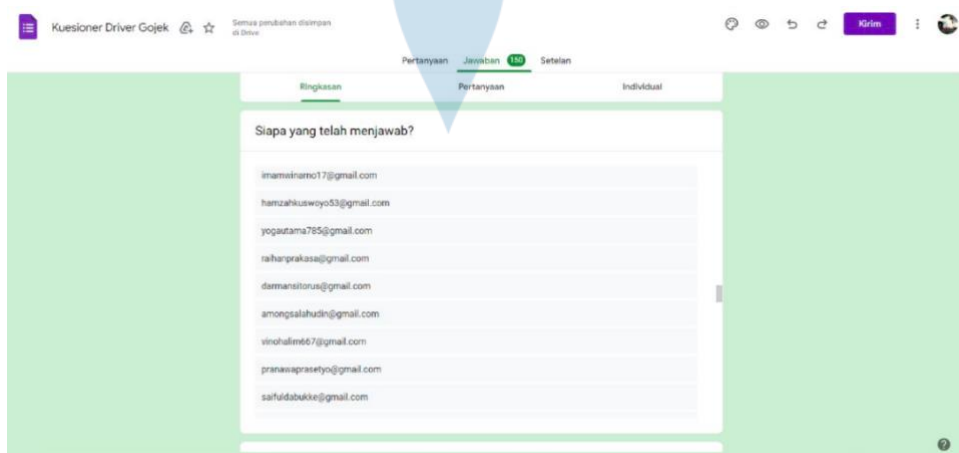 Kuesioner Driver Gojek
Semua perubahan disimpan
di Drive
Kirim
Pertanyaan Jawaban 150 Setelan
Ringkasan Pertanyaan Individual
Siapa yang telah menjawab?
imamwinarno17@gmail.com
hamzahkuswoyo53@gmail.com
yogautama785@gmail.com
raihanprakasa@gmail.com
darmansitorus@gmail.com
amongsalahudin@gmail.com
vinohalim667@gmail.com
pranawaprasetyo@gmail.com
saifuldabukke@gmail.com